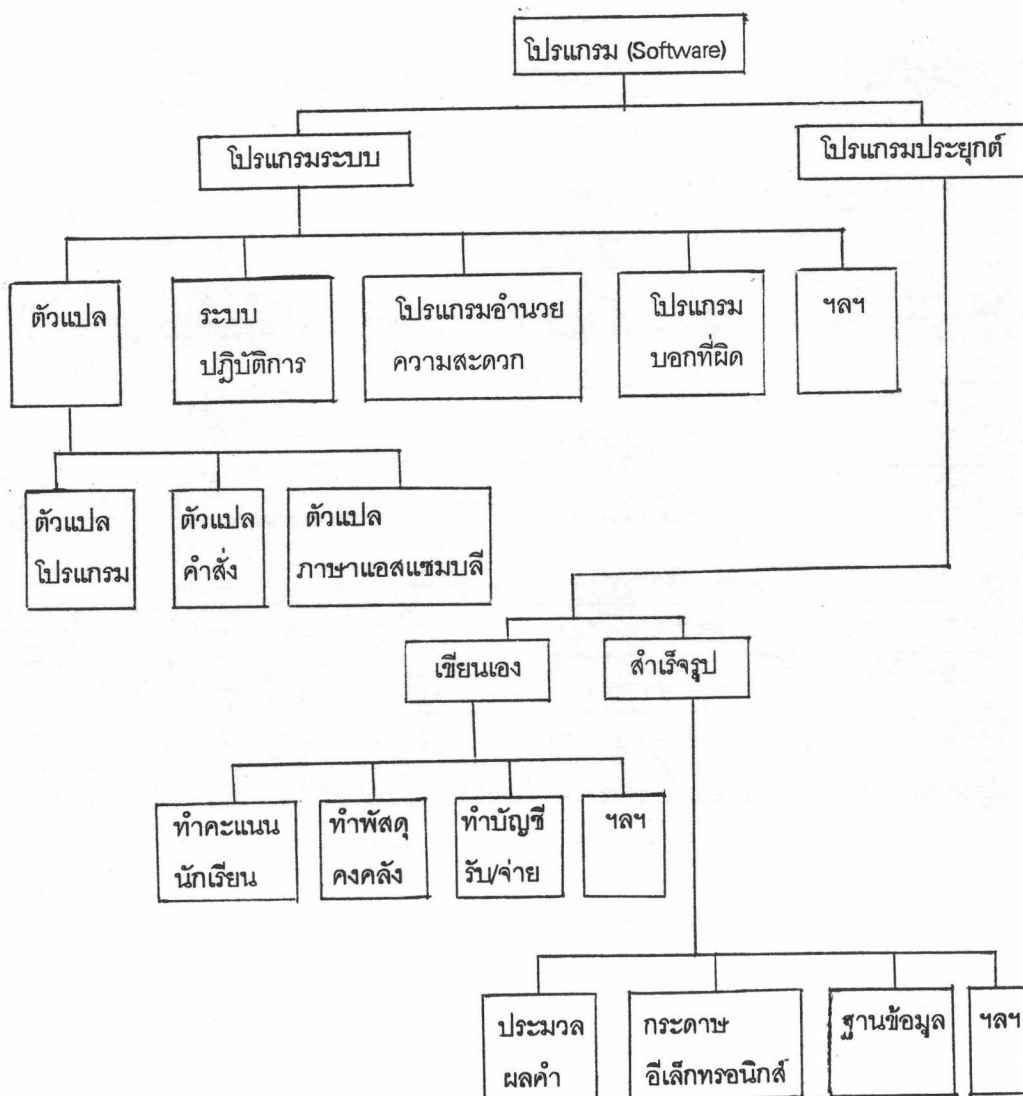 โปรแกรม (Software)
โปรแกรมระบบ
โปรแกรมประยุกต์
ตัวแปล
ระบบ
ปฏิบัติการ
โปรแกรมอำนวย
ความสะดวก
โปรแกรม
บอกที่ผิด
ฯลฯ
ตัวแปล
โปรแกรม
ตัวแปล
คำสั่ง
ตัวแปล
ภาษาแอสแซมบลี
เขียนเอง
สำเร็จรูป
ทำคะแนน
นักเรียน
ทำพัสดุ
คงคลัง
ทำบัญชี
รับ/จ่าย
ฯลฯ
ประมวล
ผลคำ
กระดาษ
อีเล็กทรอนิกส์
ฐานข้อมูล
ฯลฯ